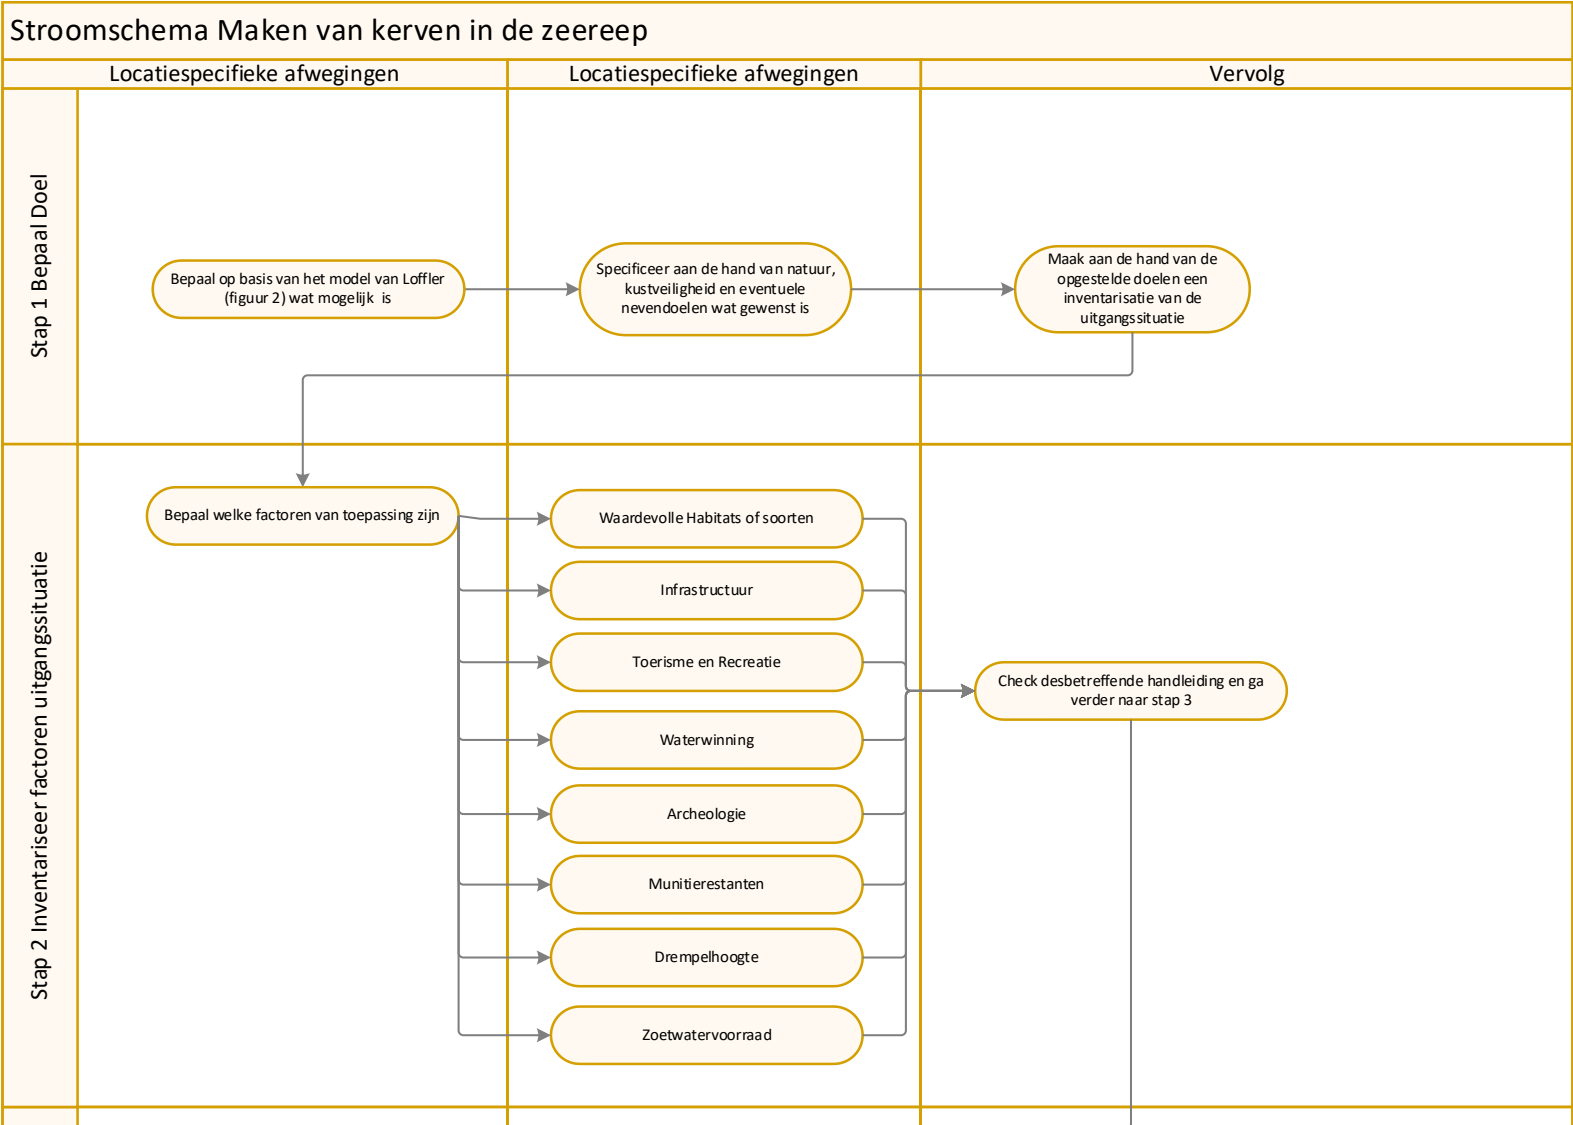 Stroomschema Maken van kerven in de zeereep
Locatiespecifieke afwegingen
Locatiespecifieke afwegingen
Vervolg
Stap 1 Bepaal Doel
Bepaal op basis van het model van Loffler
(figuur 2) wat mogelijk is
Specificeer aan de hand van natuur,
kustveiligheid en eventuele
nevendoelen wat gewenst is
Maak aan de hand van de
opgestelde doelen een
inventarisatie van de
uitgangssituatie
Stap 2 Inventariseer factoren uitgangssituatie
Bepaal welke factoren van toepassing zijn
Waardevolle Habitats of soorten
Infrastructuur
Toerisme en Recreatie
Waterwinning
Archeologie
Munitierestanten
Drempelhoogte
Zoetwatervoorraad
Check desbetreffende handleiding en ga
verder naar stap 3